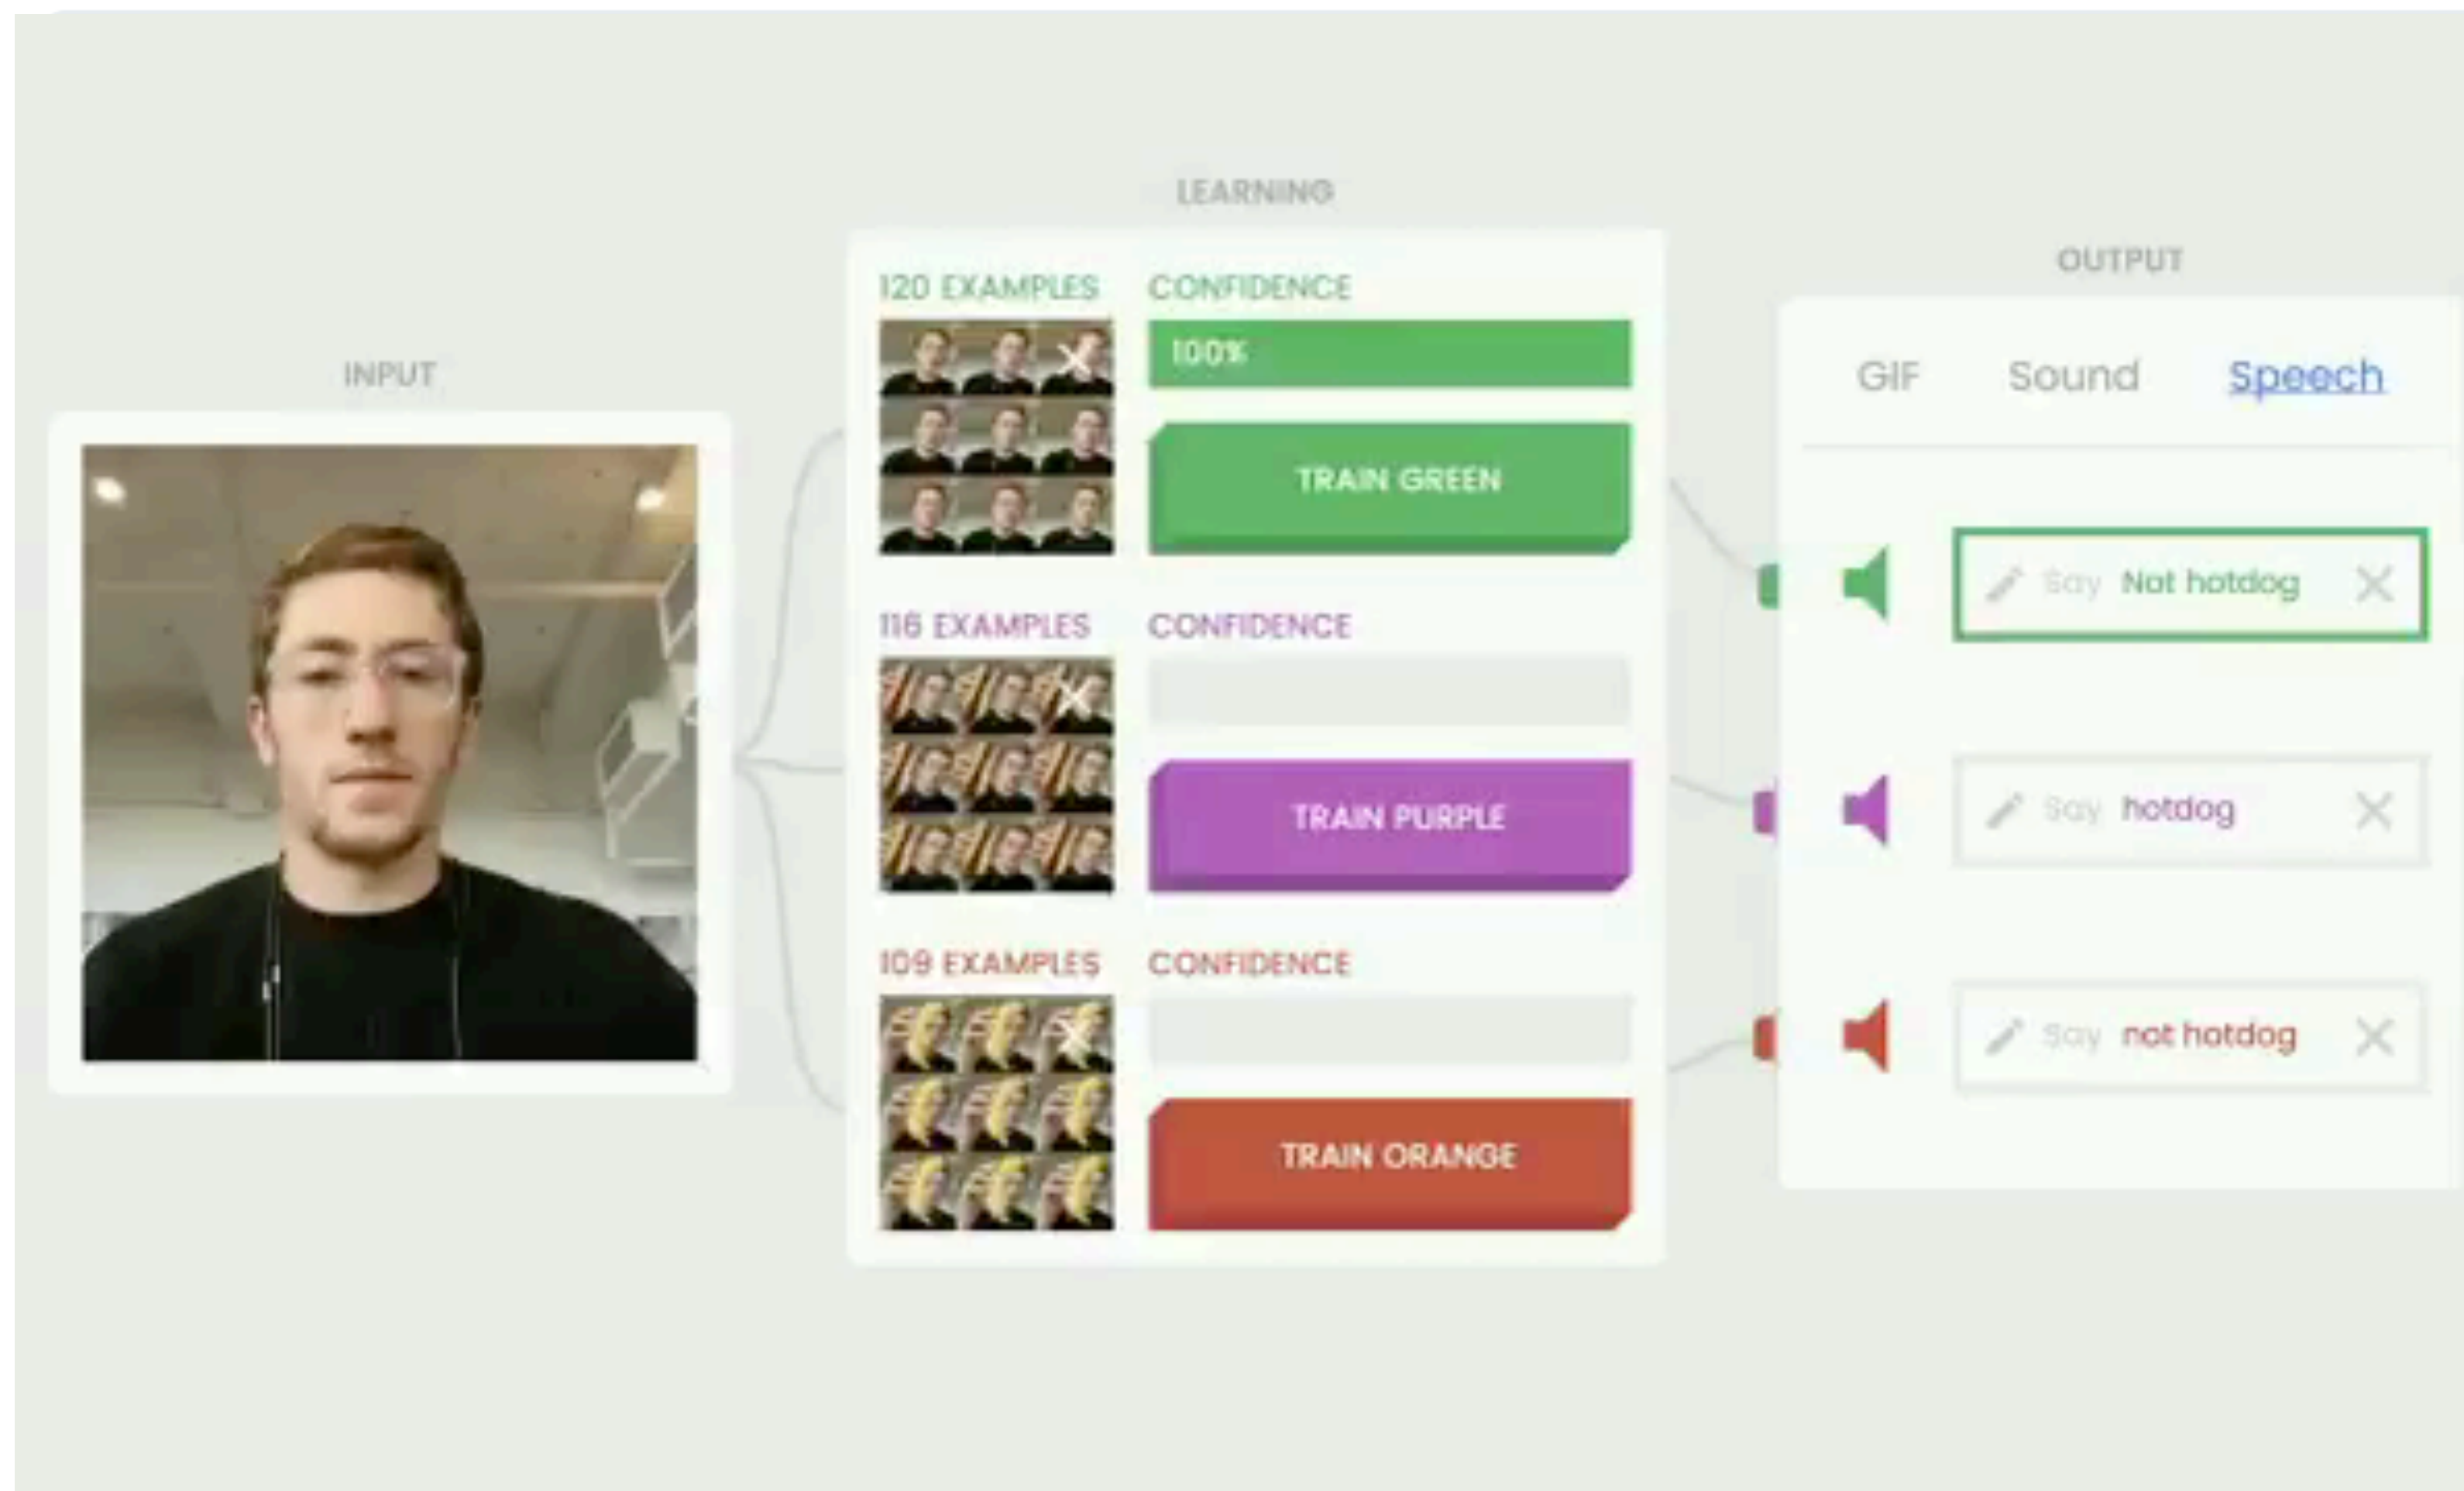 INPUT
LEARNING
120 EXAMPLES CONFIDENCE
100%
TRAIN GREEN
116 EXAMPLES CONFIDENCE
TRAIN PURPLE
109 EXAMPLES CONFIDENCE
TRAIN ORANGE
OUTPUT
GIF Sound Speech
Say Not hotdog
Say hotdog
Say not hotdog